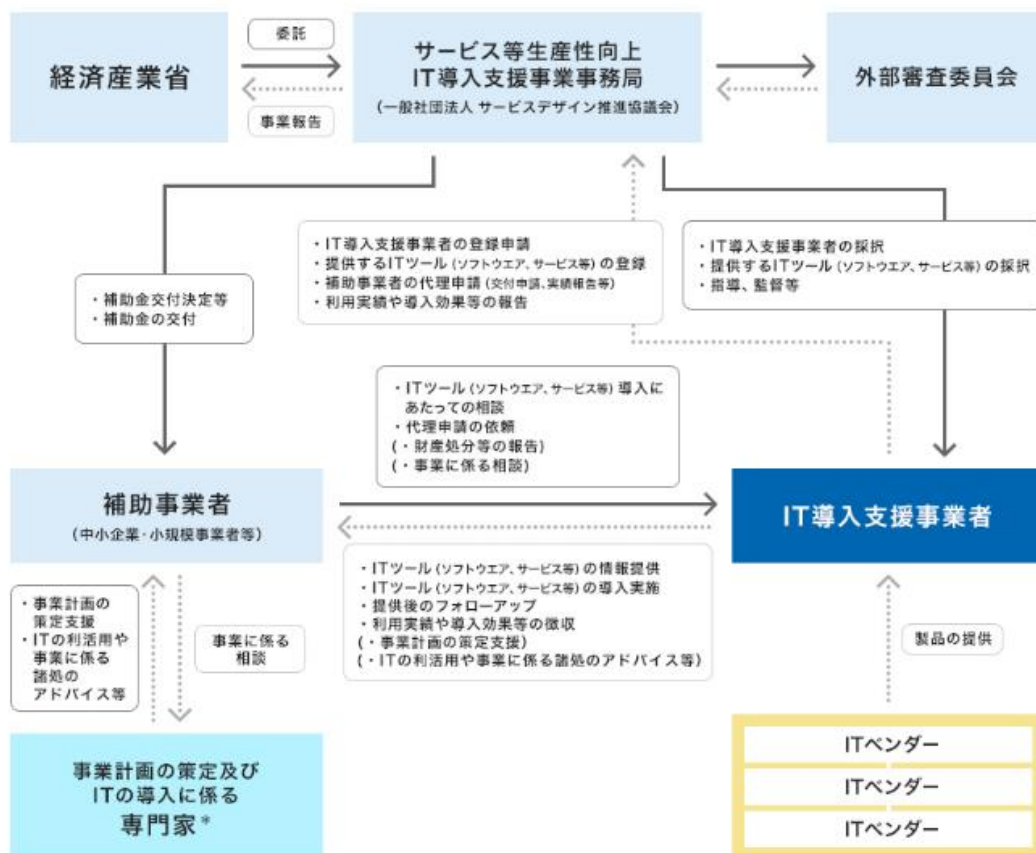 経済産業省
委託
事業報告
サービス等生産性向上
IT導入支援事業事務局
(一般社団法人 サービスデザイン推進協議会)
外部審査委員会
・IT導入支援事業者の登録申請
・提供するITツール (ソフトウエア、サービス等) の登録
・補助事業者の代理申請 (交付申請、実績報告等)
・利用実績や導入効果等の報告
・IT導入支援事業者の採択
・提供するITツール (ソフトウエア、サービス等) の採択
・指導、監督等
・補助金交付決定等
・補助金の交付
・ITツール (ソフトウエア、サービス等) 導入に
あたっての相談
・代理申請の依頼
(・財産処分等の報告)
(・事業に係る相談)
補助事業者
(中小企業・小規模事業者等)
IT導入支援事業者
・ITツール (ソフトウエア、サービス等) の情報提供
・ITツール (ソフトウエア、サービス等) の導入実施
・提供後のフォローアップ
・利用実績や導入効果等の徴収
(・事業計画の策定支援)
(・ITの利活用や事業に係る諸処のアドバイス等)
・事業計画の
策定支援
・ITの利活用や
事業に係る
諸処の
アドバイス等
事業に係る
相談
製品の提供
事業計画の策定及び
ITの導入に係る
専門家*
ITベンダー
ITベンダー
ITベンダー